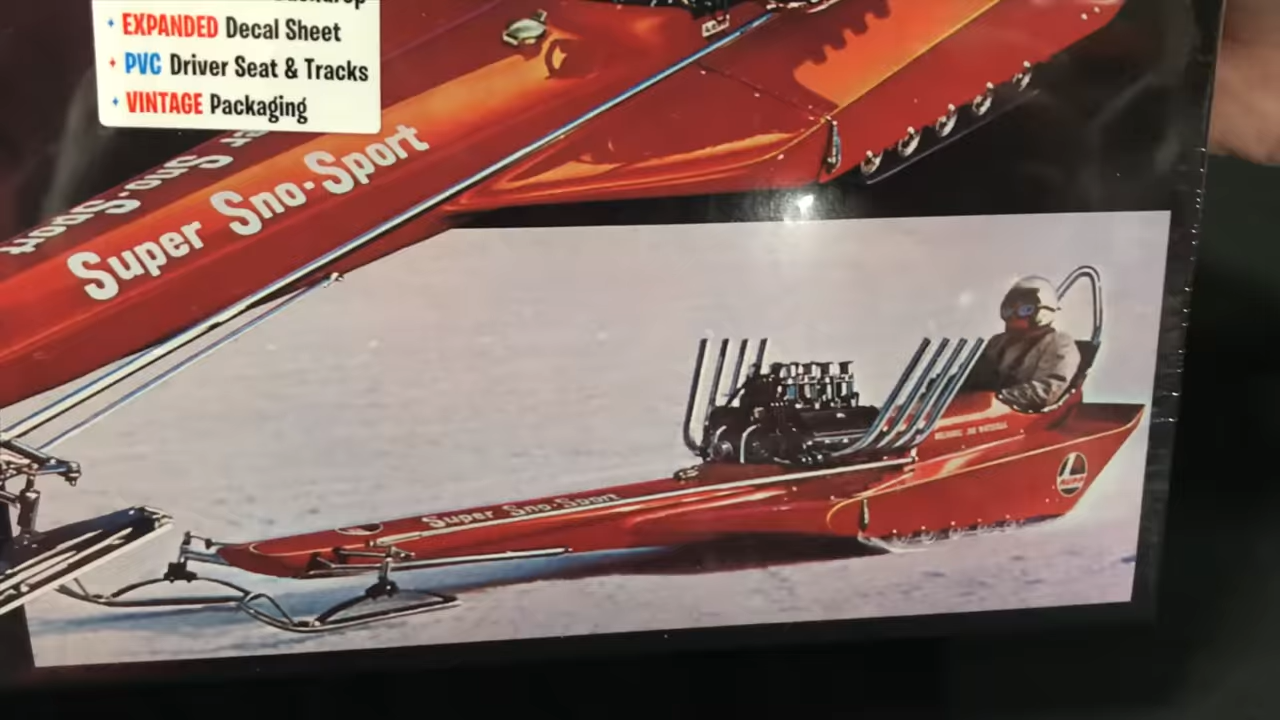 EXPANDED Decal Sheet
PVC Driver Seat & Tracks
VINTAGE Packaging
Super Sno-Sport
Super Sno-Sport
Super Sno-Sport